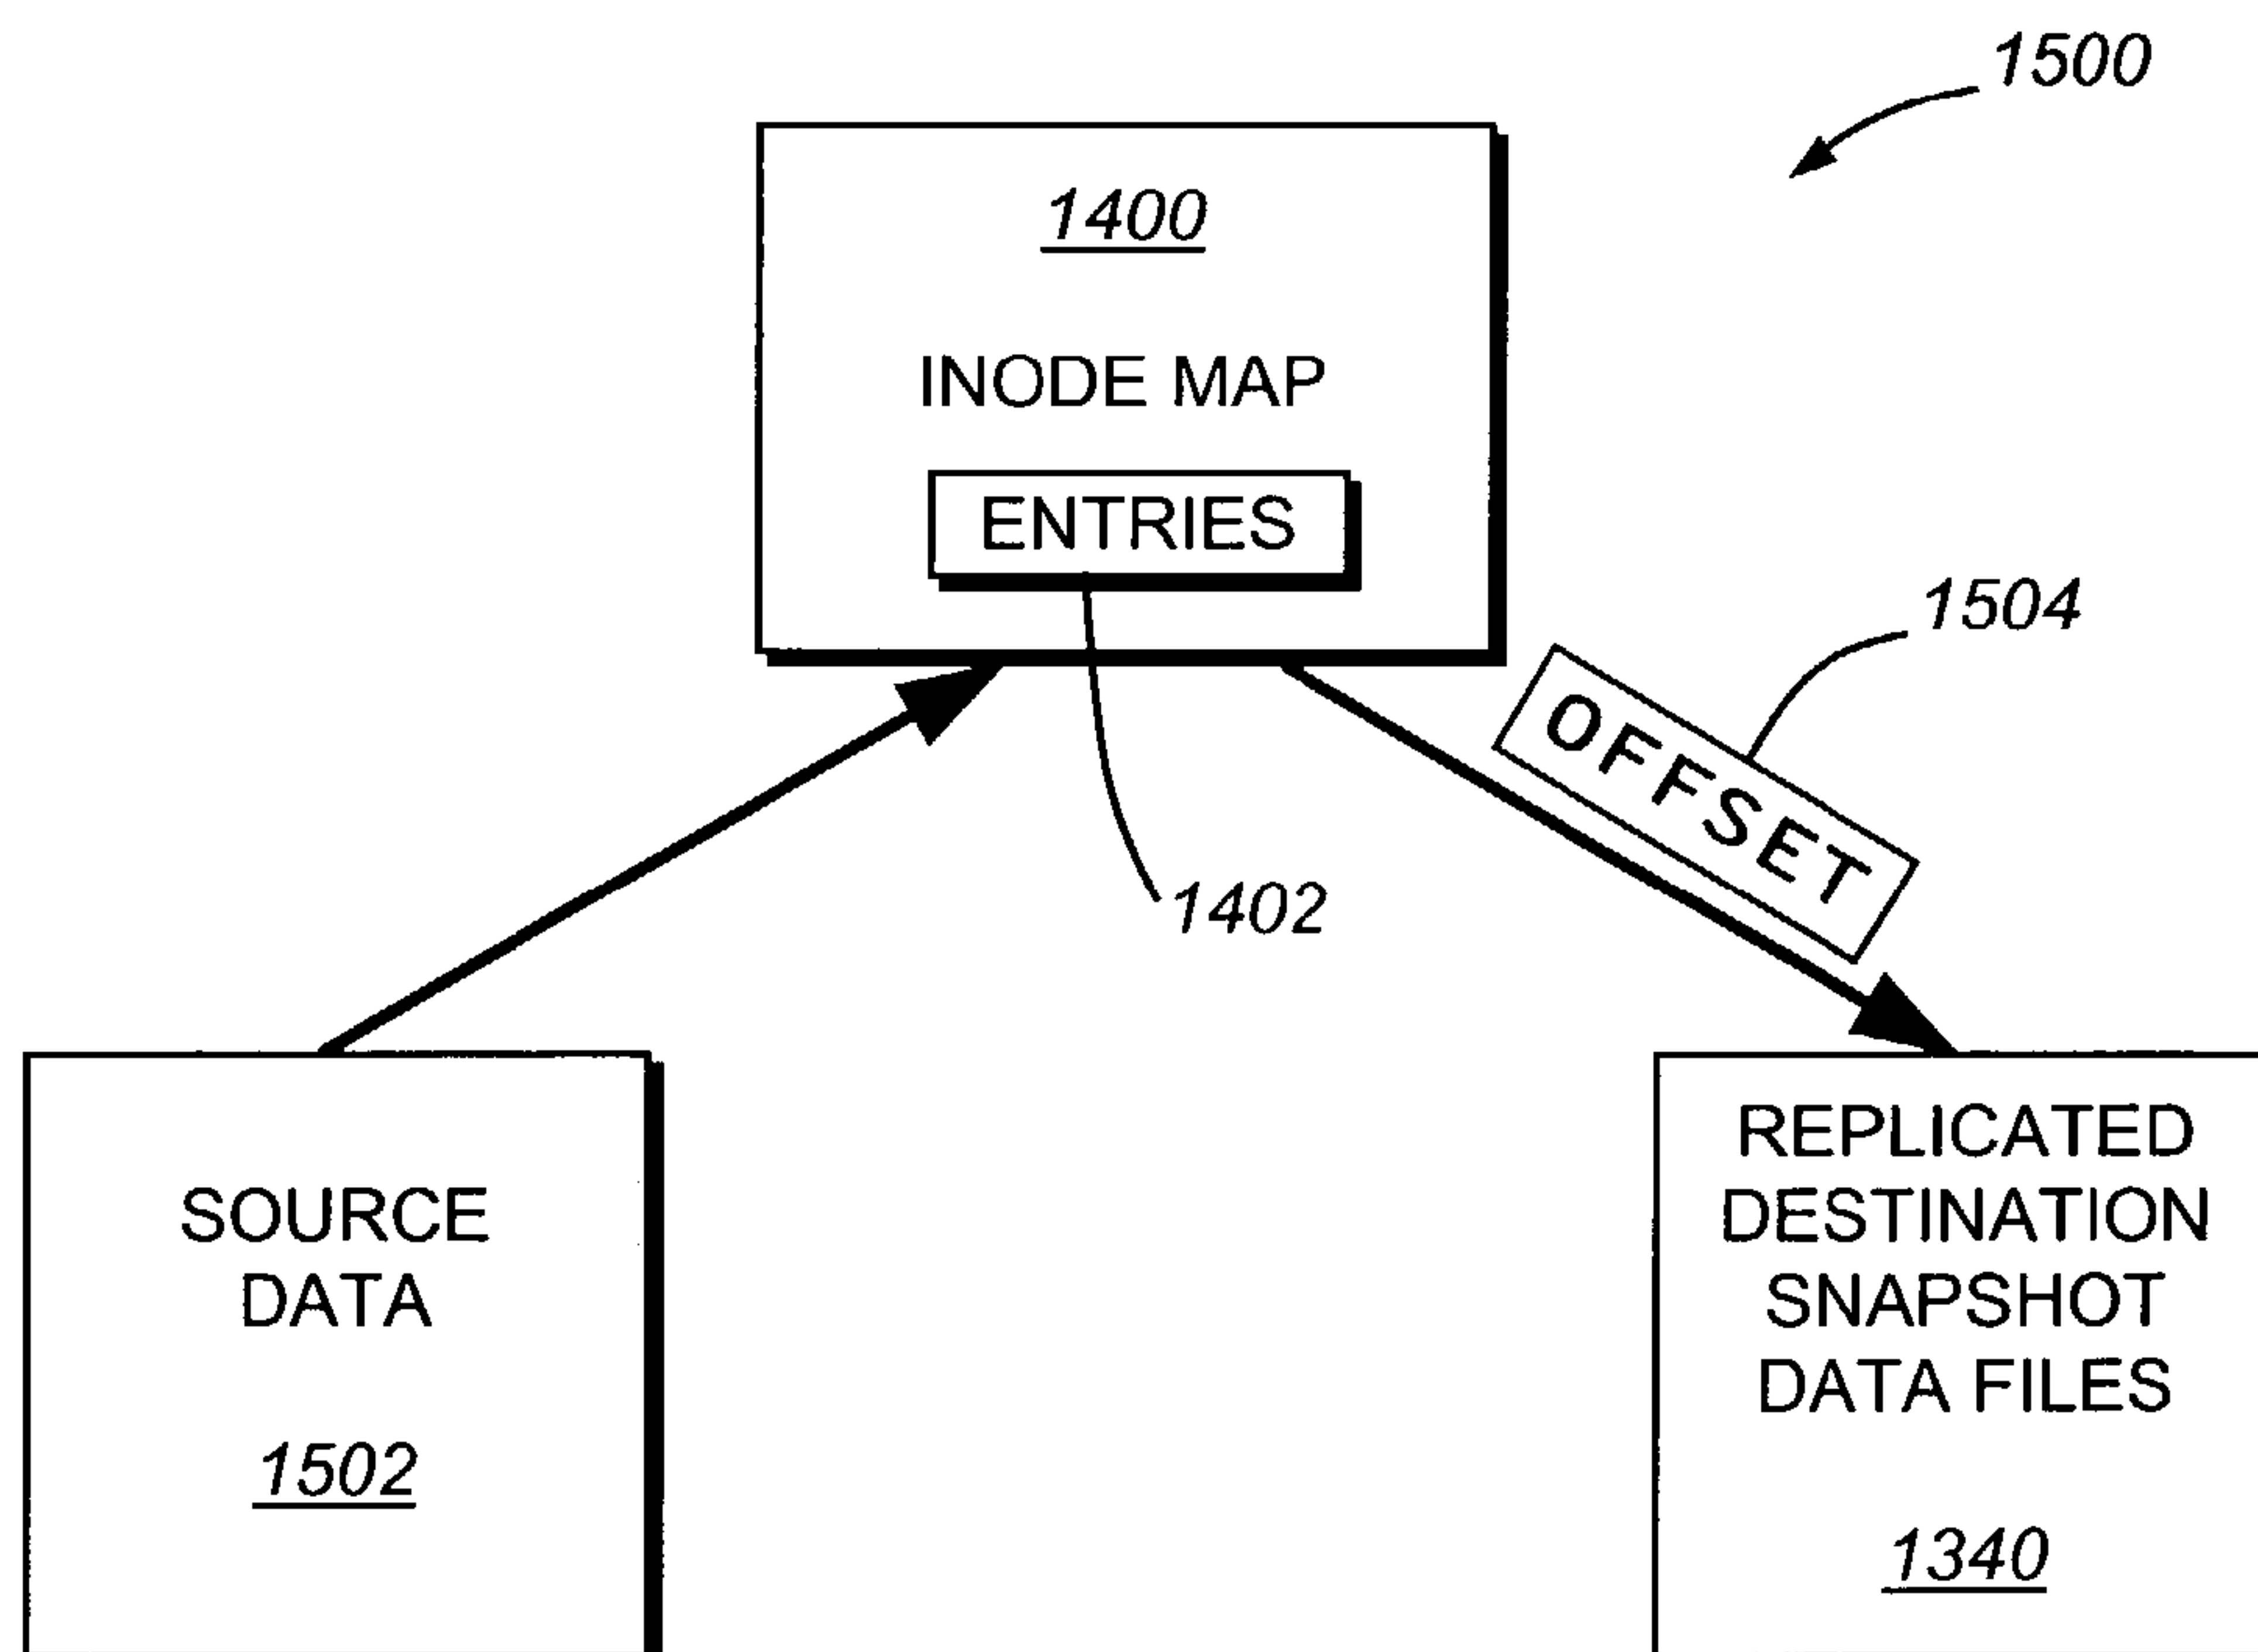 1500
1400
INODE MAP
ENTRIES
1504
OFFSET
1402
SOURCE
DATA
1502
REPLICATED
DESTINATION
SNAPSHOT
DATA FILES
1340